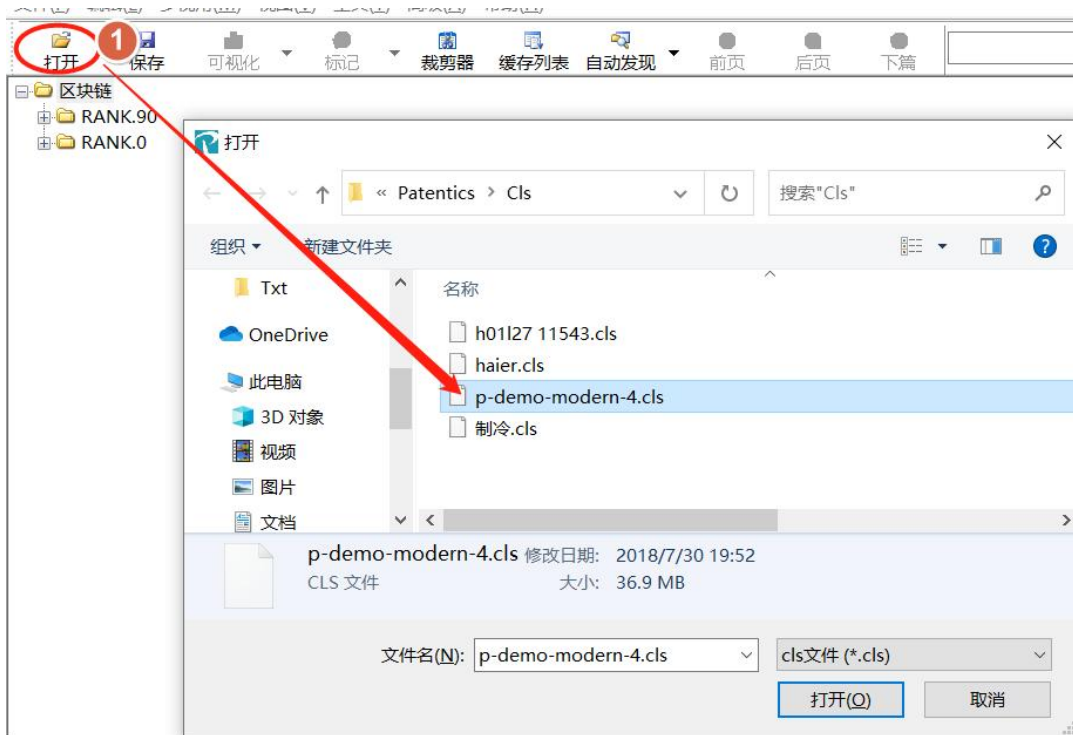 1
打开 保存 可视化 标记 裁剪器 缓存列表 自动发现 前页 后页 下篇
区块链
RANK.90
RANK.0
打开
« Patentics > Cls
搜索"Cls"
组织 新建文件夹
?
Txt
OneDrive
此电脑
3D 对象
视频
图片
文档
名称
h01l27 11543.cls
haier.cls
p-demo-modern-4.cls
制冷.cls
p-demo-modern-4.cls 修改日期: 2018/7/30 19:52
CLS 文件 大小: 36.9 MB
文件名(N): p-demo-modern-4.cls cls文件 (*.cls)
打开(O) 取消